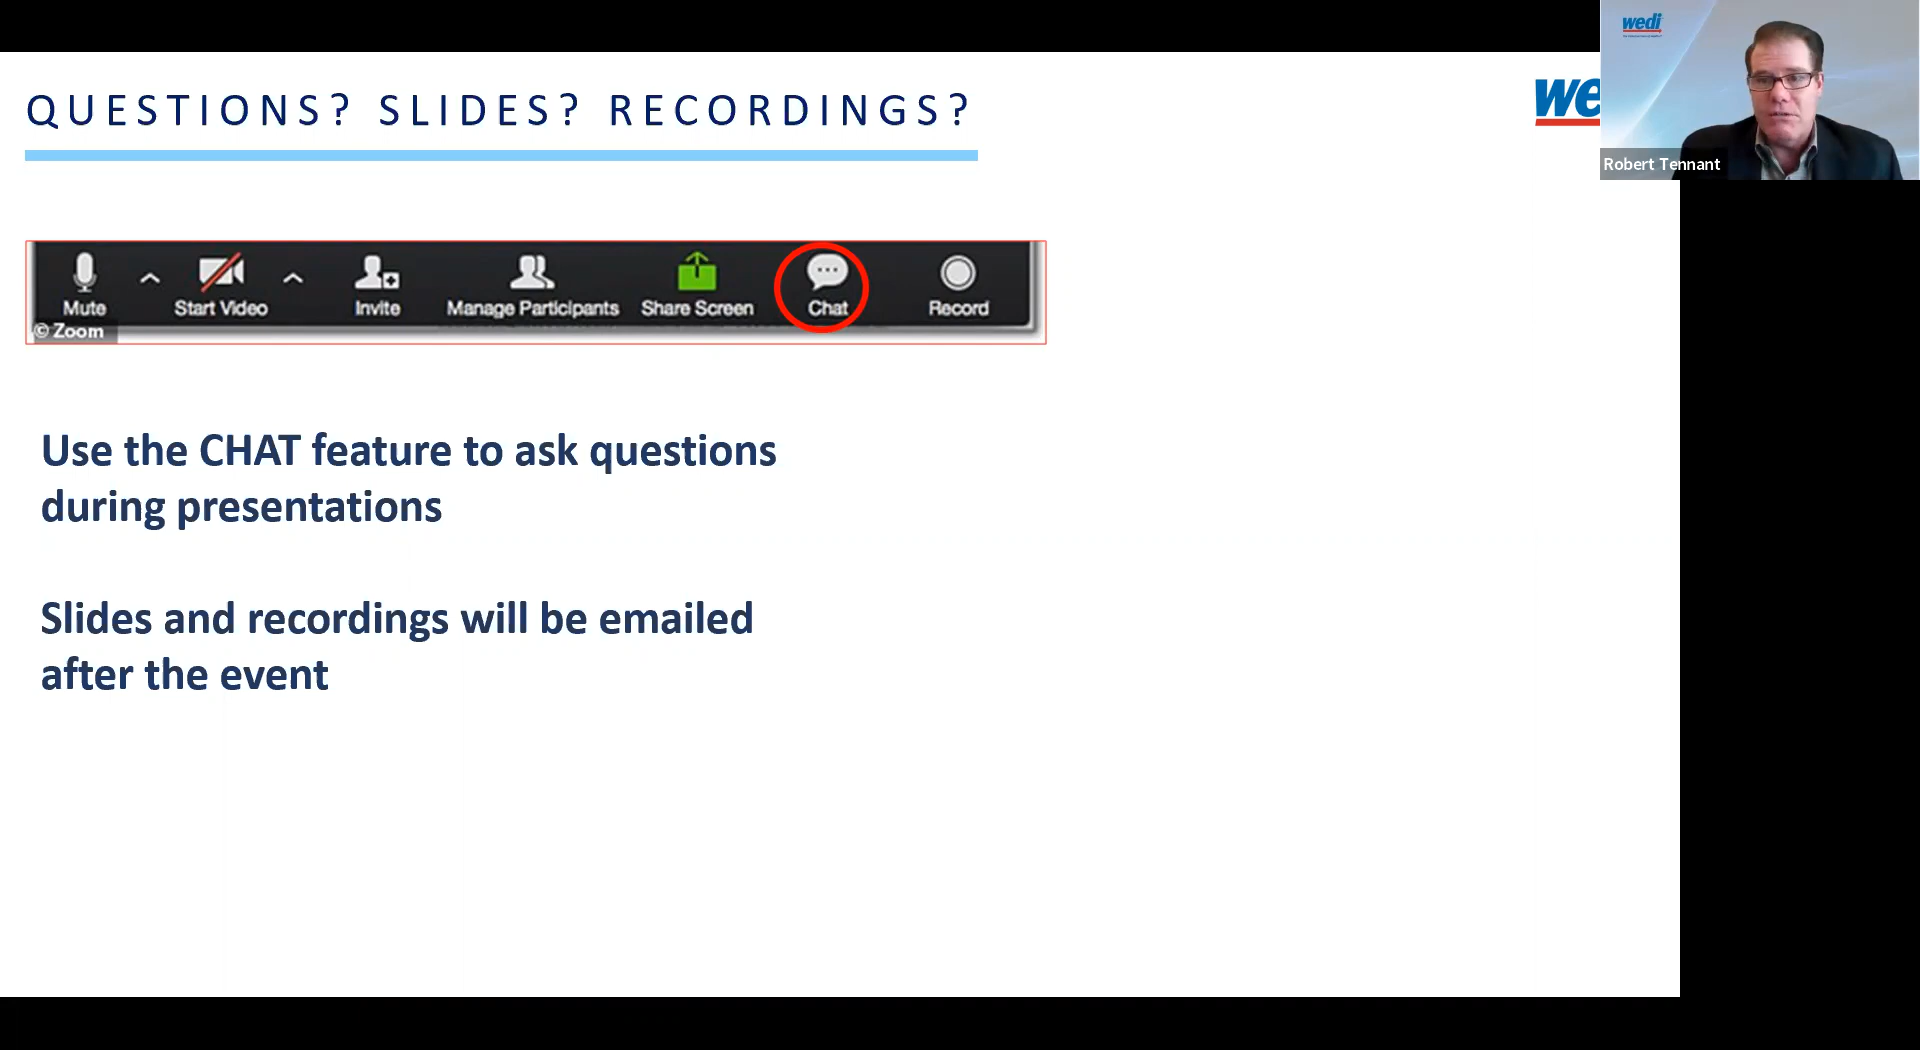 QUESTIONS? SLIDES? RECORDINGS?
we
wedi
Robert Tennant
Mute
Start Video
Invite
Manage Participants
Share Screen
Chat
Record
© Zoom
Use the CHAT feature to ask questions
during presentations
Slides and recordings will be emailed
after the event